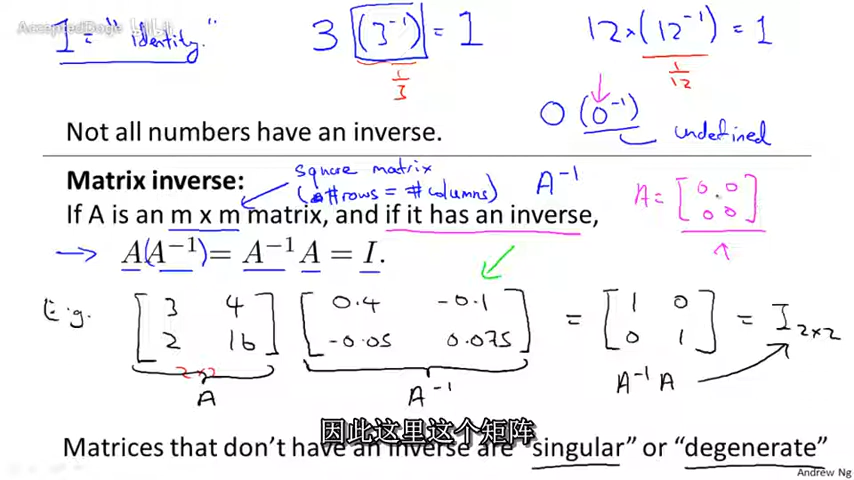 AcceptedDoge
1 = "identity."
3 (3⁻¹) = 1
1/3
12×(12⁻¹) = 1
1/12
0 (0⁻¹)
undefined
Not all numbers have an inverse.
Matrix inverse:
square matrix
(#rows = #columns)
A⁻¹
A = [0 0
0 0]
If A is an m x m matrix, and if it has an inverse,
→ A(A⁻¹) = A⁻¹A = I.
E.g.
[3 4] [0.4 -0.1] = [1 0] = I₂ₓ₂
[2 16] [-0.05 0.075] [0 1]
2×2
A
A⁻¹
A⁻¹A
因此这里这个矩阵
Matrices that don't have an inverse are "singular" or "degenerate"
Andrew Ng